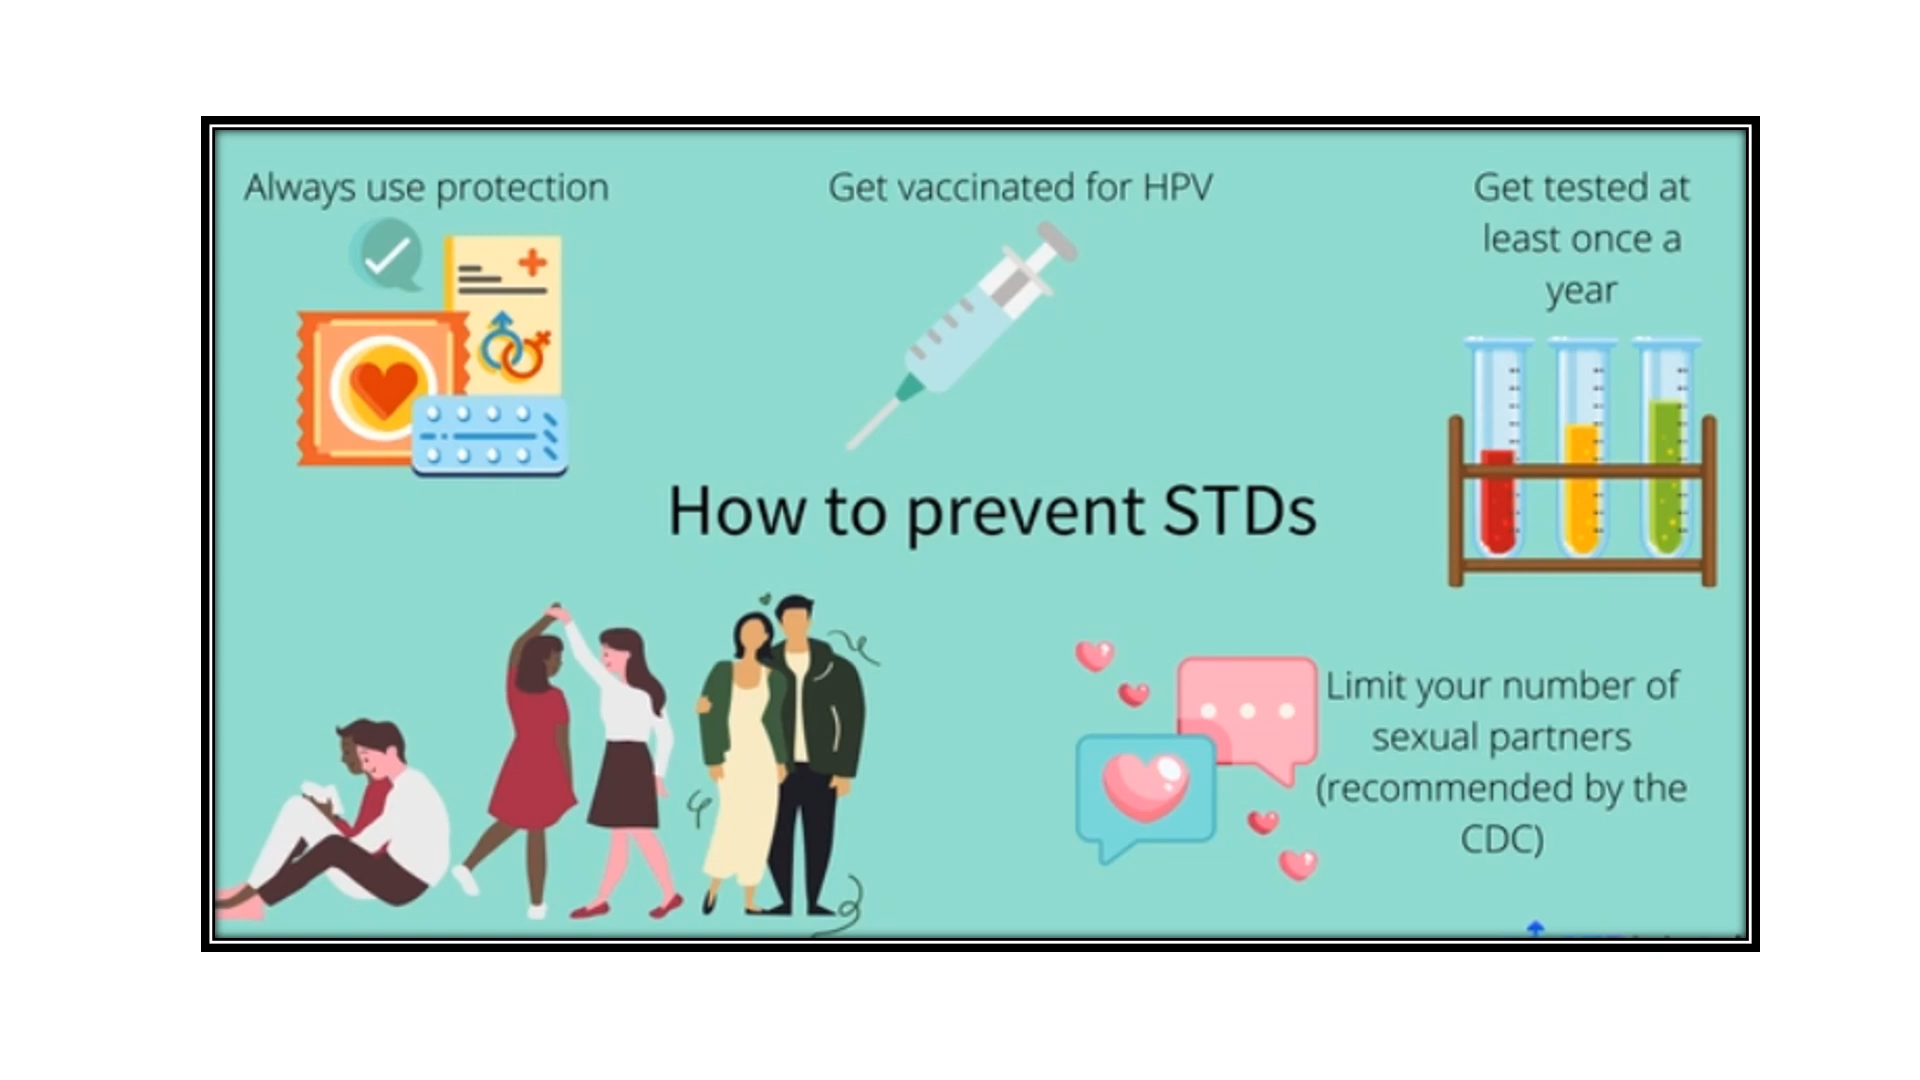 Always use protection
Get vaccinated for HPV
Get tested at
least once a
year
How to prevent STDs
Limit your number of
sexual partners
(recommended by the
CDC)